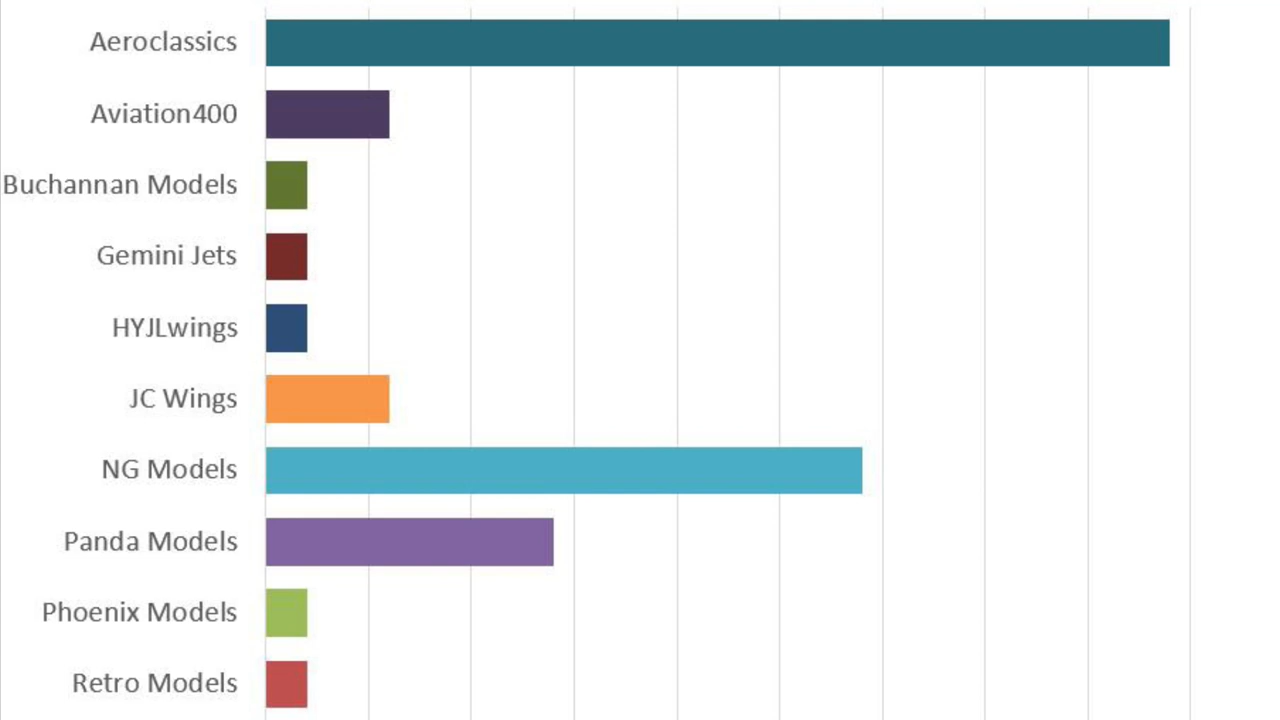 Aeroclassics
Aviation400
Buchannan Models
Gemini Jets
HYJLwings
JC Wings
NG Models
Panda Models
Phoenix Models
Retro Models